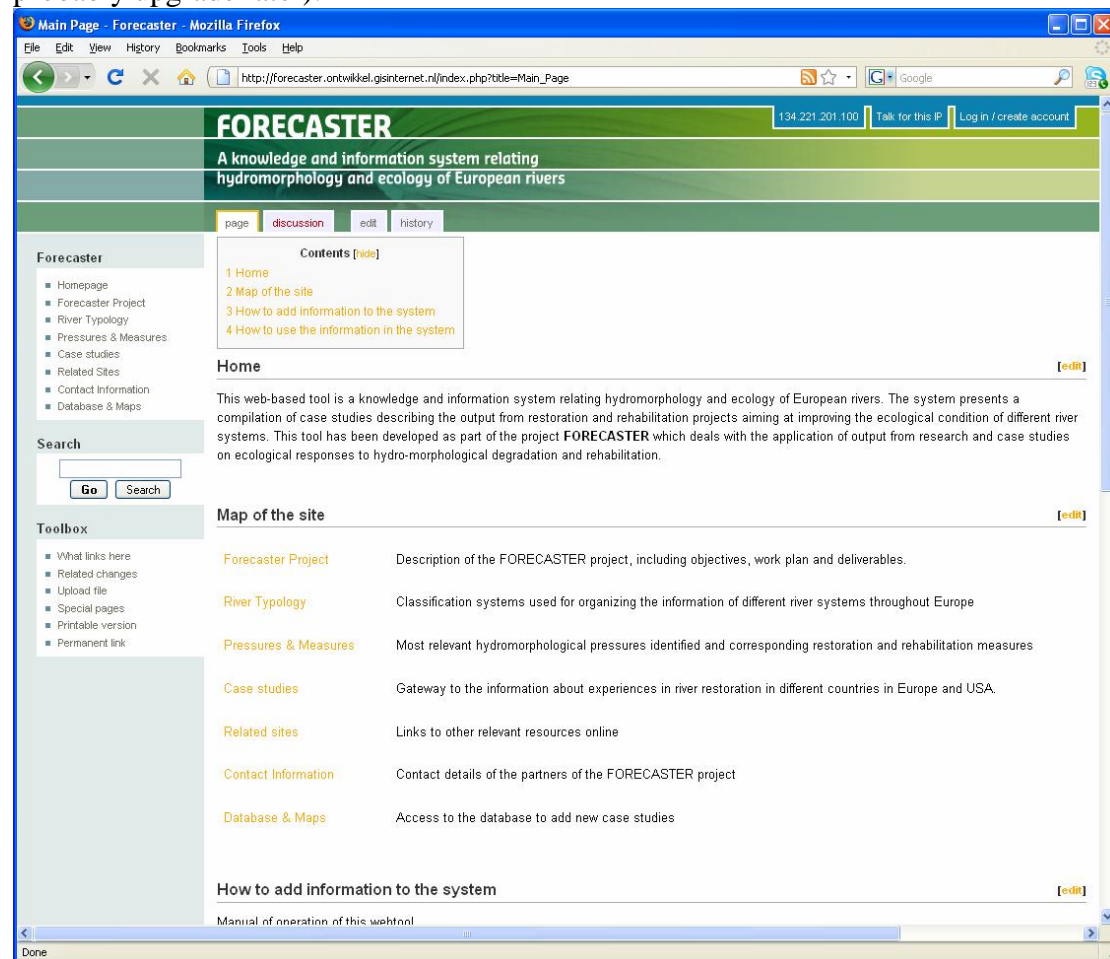 probably upgrade later).
Main Page - Forecaster - Mozilla Firefox
File Edit View History Bookmarks Tools Help
http://forecaster.ontwikkel.gisinternet.nl/index.php?title=Main_Page
Google
134.221.201.100 Talk for this IP Log in / create account
FORECASTER
A knowledge and information system relating
hydromorphology and ecology of European rivers
page discussion edit history
Forecaster
Homepage
Forecaster Project
River Typology
Pressures & Measures
Case studies
Related Sites
Contact Information
Database & Maps
Search
Go Search
Toolbox
What links here
Related changes
Upload file
Special pages
Printable version
Permanent link
Contents [hide]
1 Home
2 Map of the site
3 How to add information to the system
4 How to use the information in the system
Home [edit]
This web-based tool is a knowledge and information system relating hydromorphology and ecology of European rivers. The system presents a
compilation of case studies describing the output from restoration and rehabilitation projects aiming at improving the ecological condition of different river
systems. This tool has been developed as part of the project FORECASTER which deals with the application of output from research and case studies
on ecological responses to hydro-morphological degradation and rehabilitation.
Map of the site [edit]
Forecaster Project Description of the FORECASTER project, including objectives, work plan and deliverables.
River Typology Classification systems used for organizing the information of different river systems throughout Europe
Pressures & Measures Most relevant hydromorphological pressures identified and corresponding restoration and rehabilitation measures
Case studies Gateway to the information about experiences in river restoration in different countries in Europe and USA.
Related sites Links to other relevant resources online
Contact Information Contact details of the partners of the FORECASTER project
Database & Maps Access to the database to add new case studies
How to add information to the system [edit]
Manual of operation of this webtool
Done